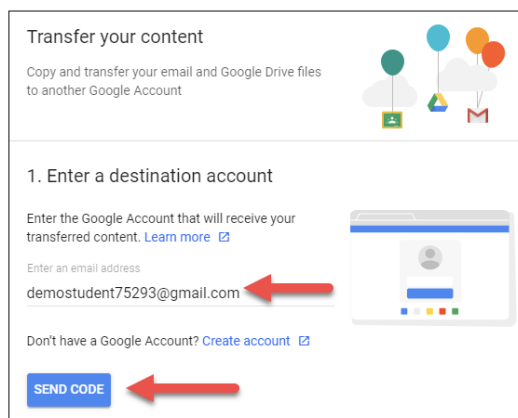 Transfer your content
Copy and transfer your email and Google Drive files
to another Google Account
1. Enter a destination account
Enter the Google Account that will receive your
transferred content. Learn more
Enter an email address
demostudent75293@gmail.com
Don't have a Google Account? Create account
SEND CODE